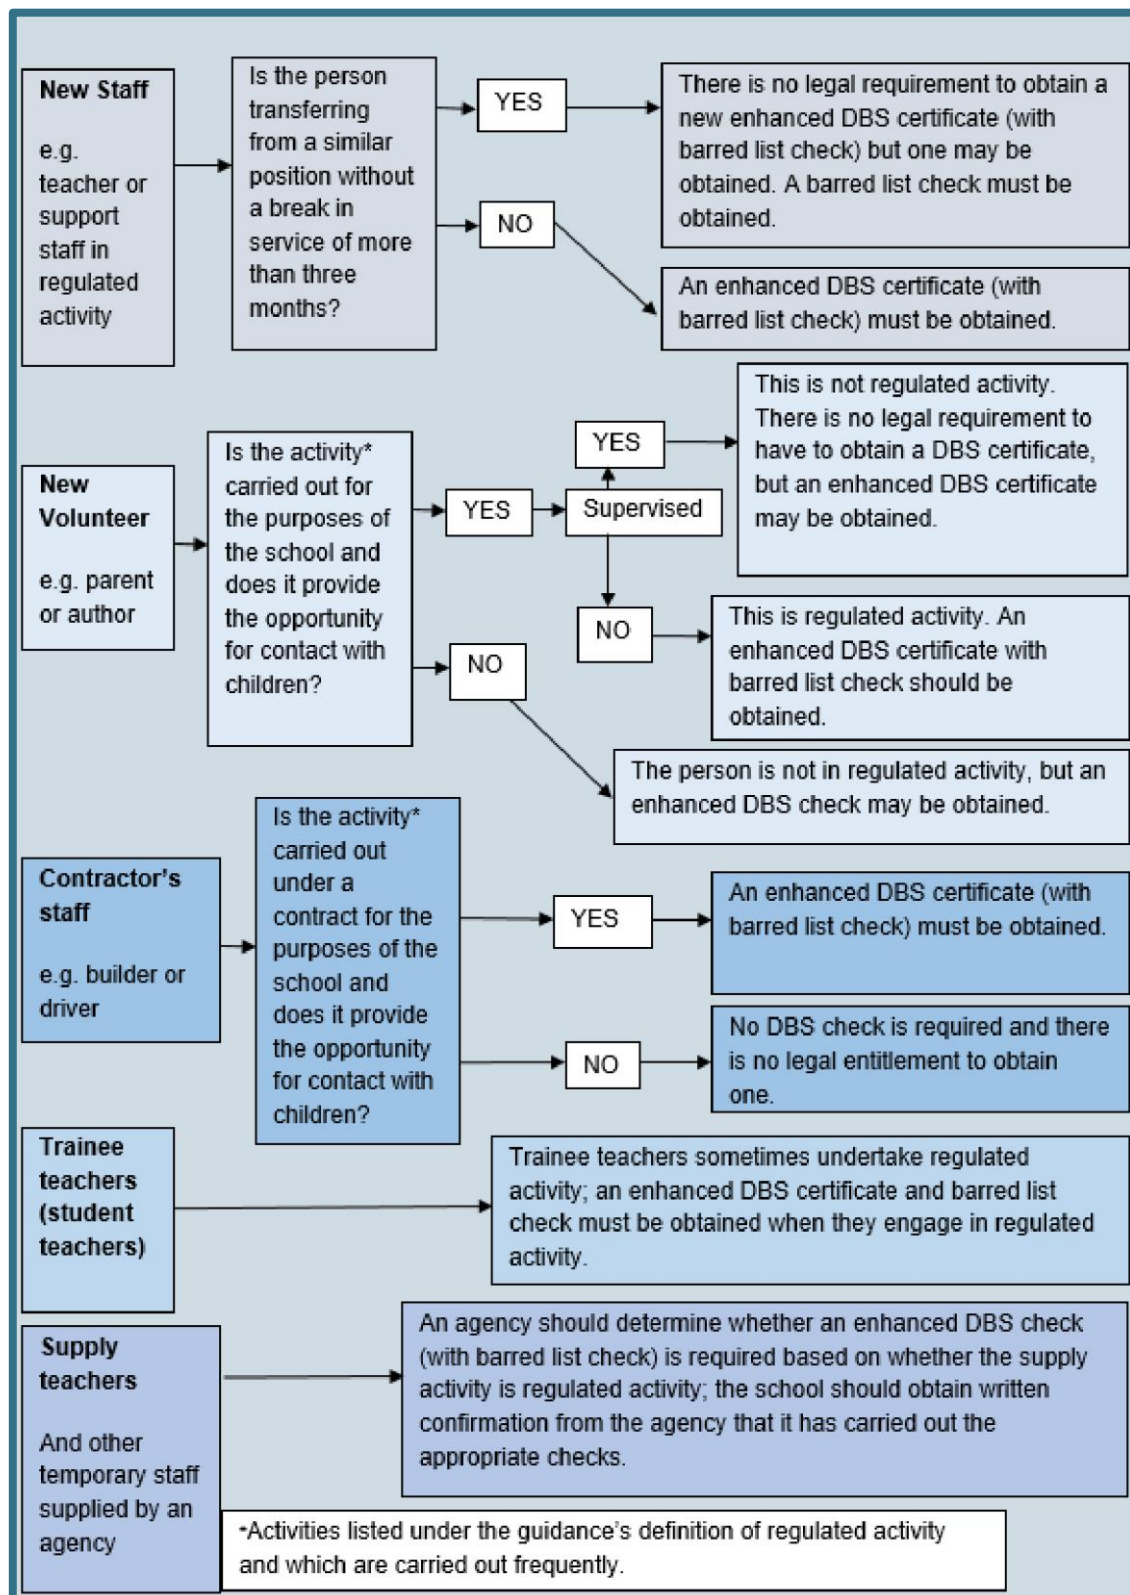 New Staff
e.g.
teacher or
support
staff in
regulated
activity
Is the person
transferring
from a similar
position without
a break in
service of more
than three
months?
YES
There is no legal requirement to obtain a
new enhanced DBS certificate (with
barred list check) but one may be
obtained. A barred list check must be
obtained.
NO
An enhanced DBS certificate (with
barred list check) must be obtained.
New
Volunteer
e.g. parent
or author
Is the activity*
carried out for
the purposes of
the school and
does it provide
the opportunity
for contact with
children?
YES
Supervised
YES
This is not regulated activity.
There is no legal requirement to
have to obtain a DBS certificate,
but an enhanced DBS certificate
may be obtained.
NO
This is regulated activity. An
enhanced DBS certificate with
barred list check should be
obtained.
NO
The person is not in regulated activity, but an
enhanced DBS check may be obtained.
Contractor's
staff
e.g. builder or
driver
Is the activity*
carried out
under a
contract for the
purposes of the
school and
does it provide
the opportunity
for contact with
children?
YES
An enhanced DBS certificate (with
barred list check) must be obtained.
NO
No DBS check is required and there
is no legal entitlement to obtain
one.
Trainee
teachers
(student
teachers)
Trainee teachers sometimes undertake regulated
activity; an enhanced DBS certificate and barred list
check must be obtained when they engage in regulated
activity.
Supply
teachers
And other
temporary staff
supplied by an
agency
An agency should determine whether an enhanced DBS check
(with barred list check) is required based on whether the supply
activity is regulated activity; the school should obtain written
confirmation from the agency that it has carried out the
appropriate checks.
*Activities listed under the guidance's definition of regulated activity
and which are carried out frequently.